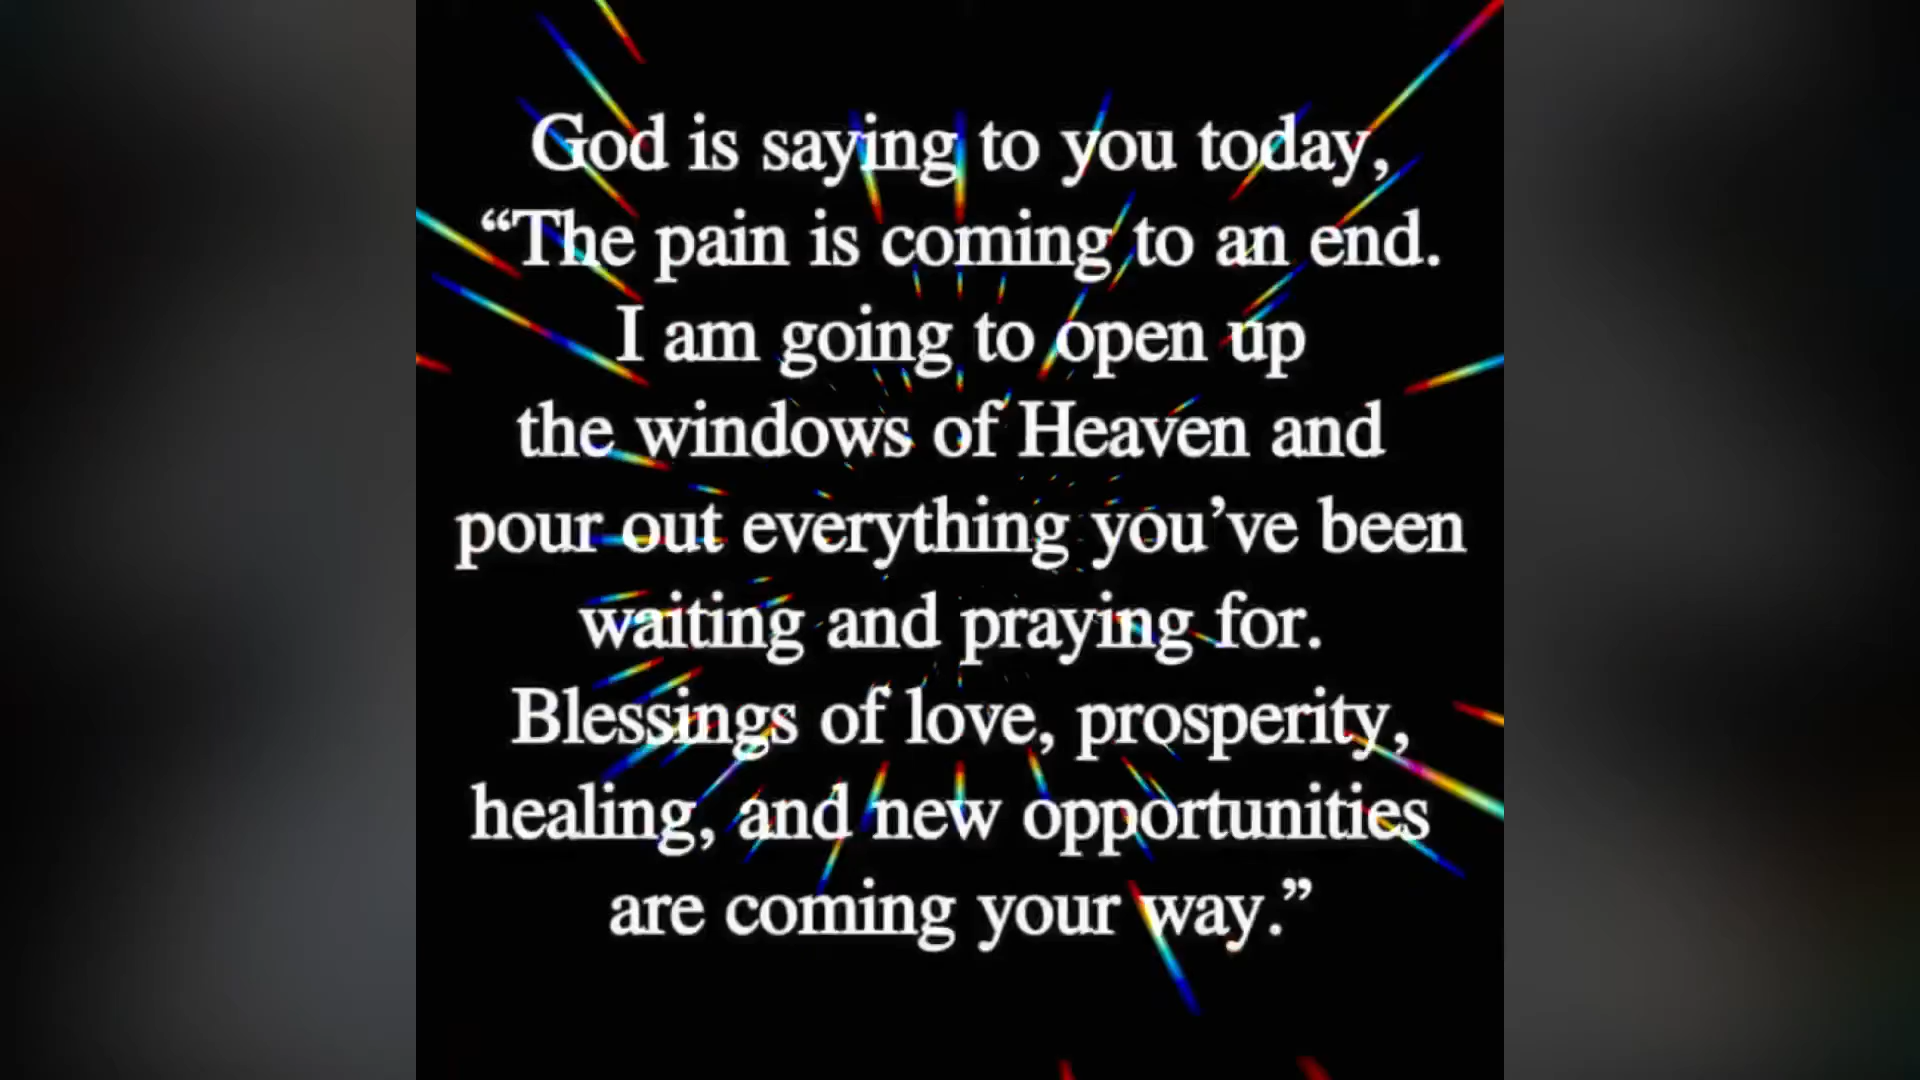 God is saying to you today,
“The pain is coming to an end.
I am going to open up
the windows of Heaven and
pour out everything you’ve been
waiting and praying for.
Blessings of love, prosperity,
healing, and new opportunities
are coming your way.”